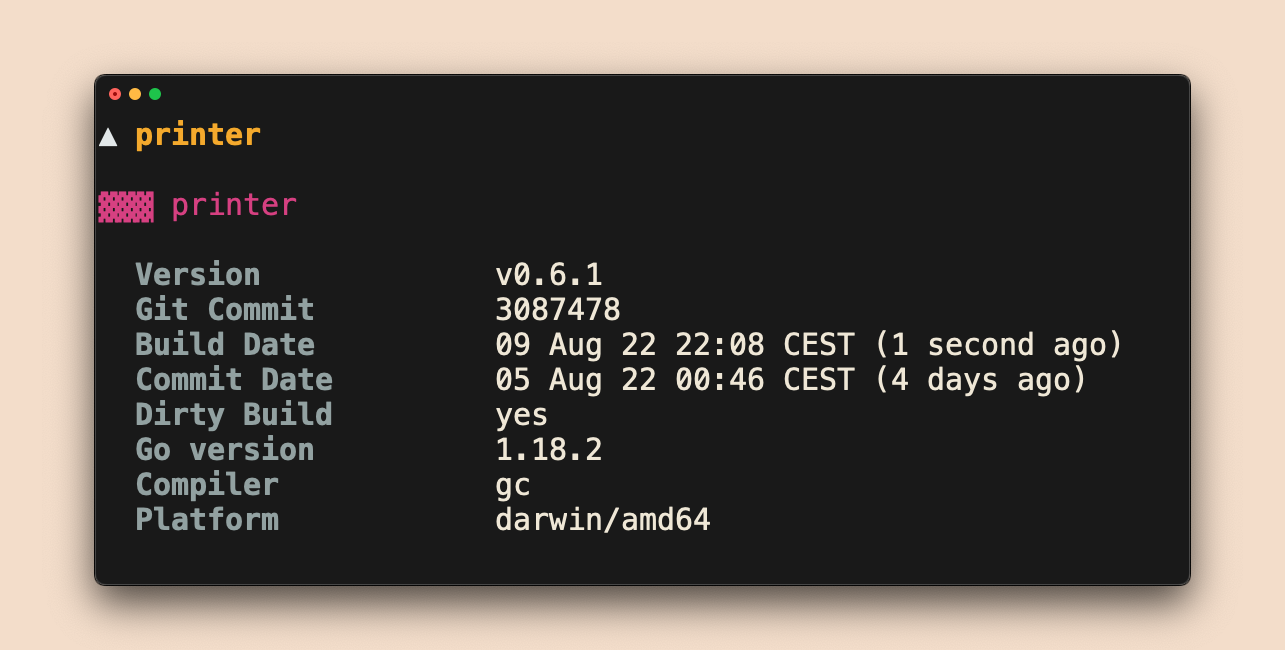 ▲ printer
▓▓▓ printer
Version v0.6.1
Git Commit 3087478
Build Date 09 Aug 22 22:08 CEST (1 second ago)
Commit Date 05 Aug 22 00:46 CEST (4 days ago)
Dirty Build yes
Go version 1.18.2
Compiler gc
Platform darwin/amd64